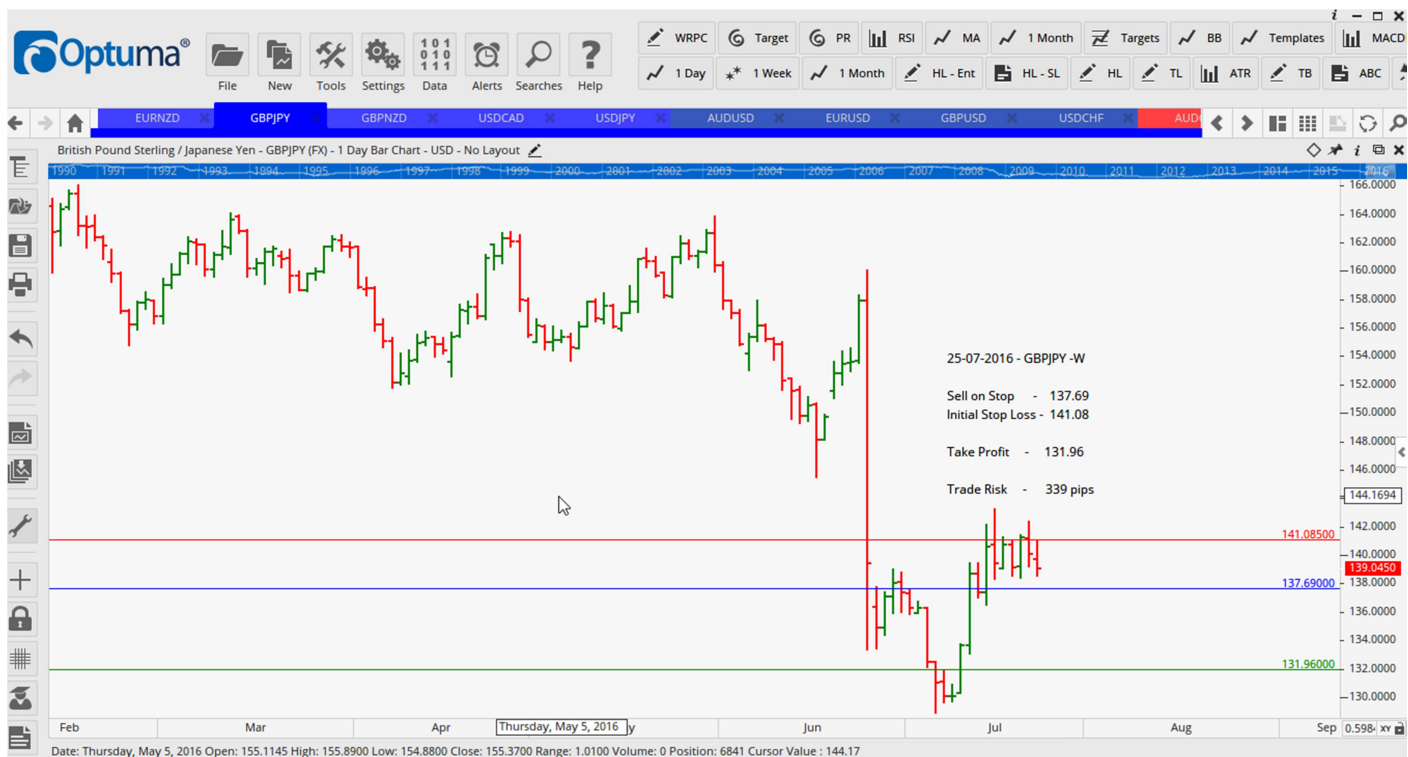 Optuma®
File New Tools Settings Data Alerts Searches Help
WRPC Target PR RSI MA 1 Month Targets BB Templates MACD
1 Day 1 Week 1 Month HL - Ent HL - SL HL TL ATR TB ABC
EURNZD GBPJPY GBPNZD USDCAD USDJPY AUDUSD EURUSD GBPUSD USDCHF
British Pound Sterling / Japanese Yen - GBPJPY (FX) - 1 Day Bar Chart - USD - No Layout
1990 1991 1992 1993 1994 1995 1996 1997 1998 1999 2000 2001 2002 2003 2004 2005 2006 2007 2008 2009 2010 2011 2012 2013 2014 2015 2016
166.0000
164.0000
162.0000
160.0000
158.0000
156.0000
25-07-2016 - GBPJPY -W
154.0000
152.0000
Sell on Stop - 137.69
Initial Stop Loss - 141.08
150.0000
148.0000
Take Profit - 131.96
146.0000
Trade Risk - 339 pips
144.1694
142.0000
141.08500
140.0000
139.0450
138.0000
137.69000
136.0000
134.0000
131.96000
132.0000
130.0000
Feb Mar Apr Thursday, May 5, 2016 y Jun Jul Aug Sep 0.598 XY
Date: Thursday, May 5, 2016 Open: 155.1145 High: 155.8900 Low: 154.8800 Close: 155.3700 Range: 1.0100 Volume: 0 Position: 6841 Cursor Value : 144.17